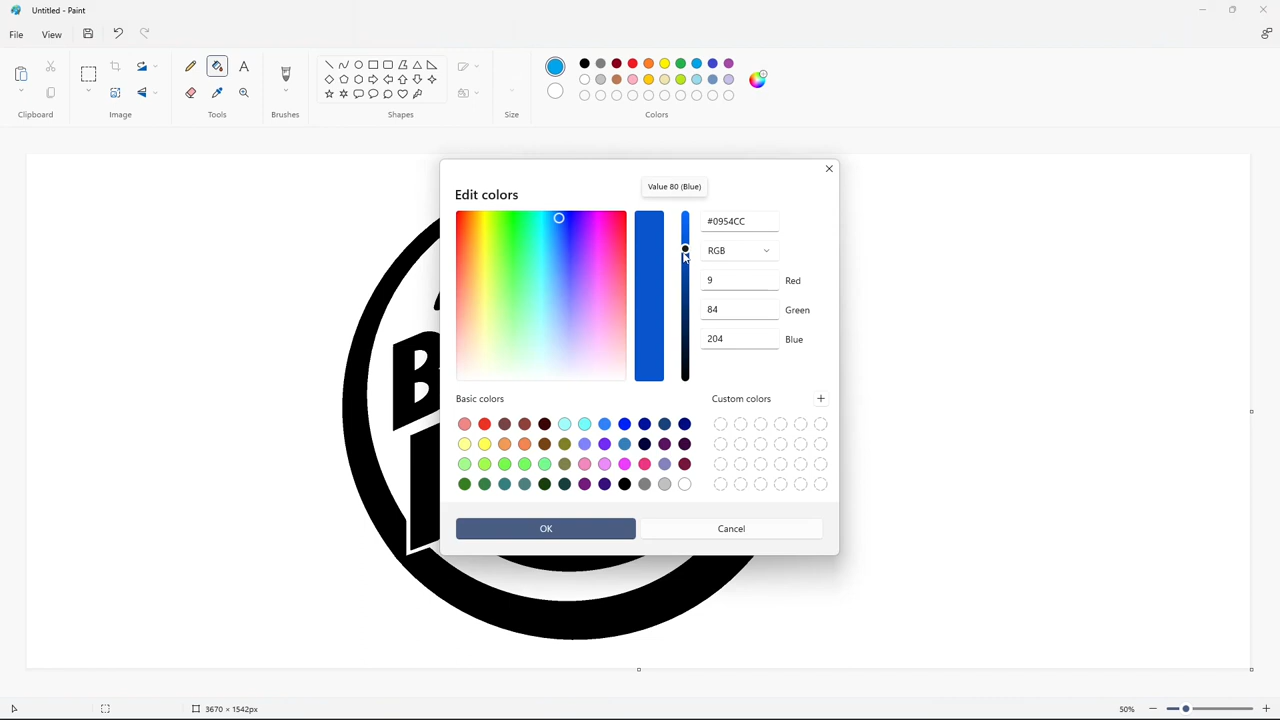 Untitled - Paint
File View
Clipboard
Image
Tools
Brushes
Shapes
Size
Colors
Value 80 (Blue)
Edit colors
#0954CC
RGB
9 Red
84 Green
204 Blue
Basic colors
Custom colors
OK
Cancel
B
3670 × 1542px
50%